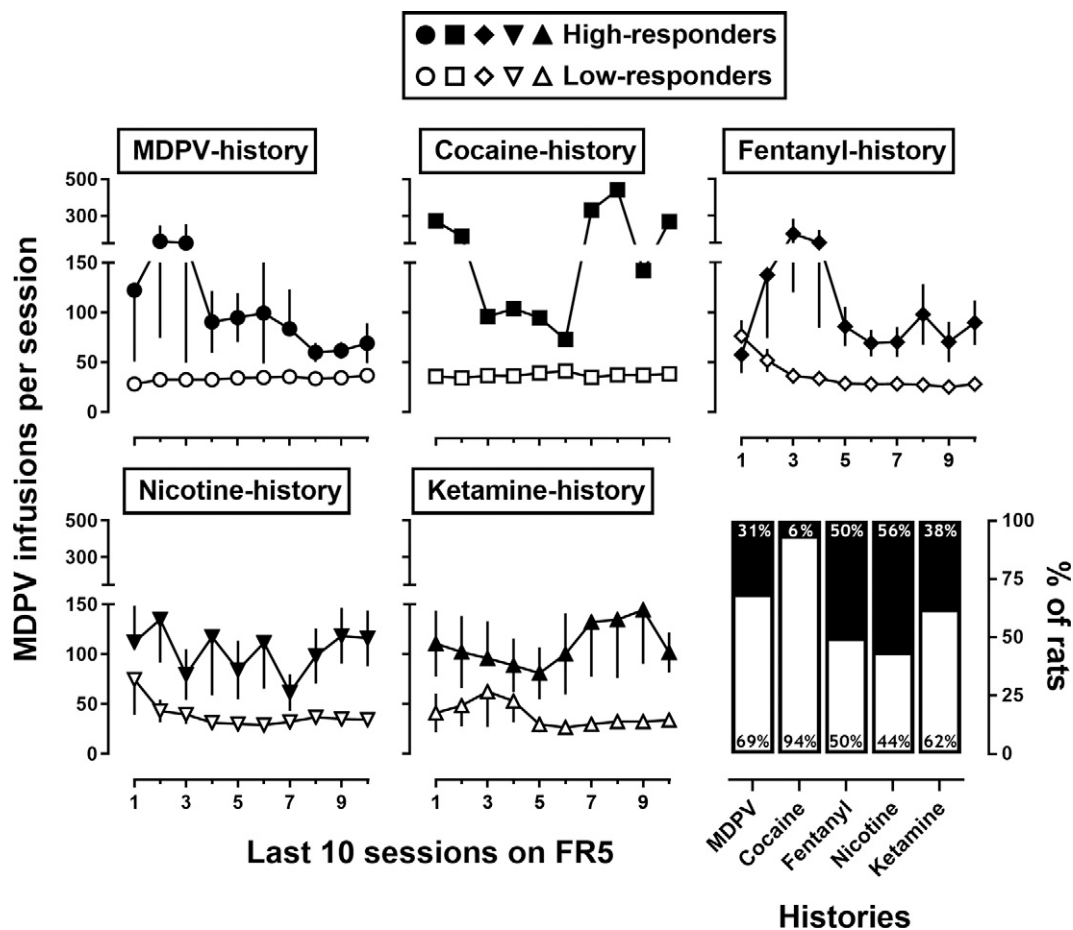 High-responders
Low-responders
MDPV-history
Cocaine-history
Fentanyl-history
MDPV infusions per session
500
300
150
100
50
0
1 3 5 7 9
Nicotine-history
Ketamine-history
500
300
150
100
50
0
1 3 5 7 9
1 3 5 7 9
Last 10 sessions on FR5
31% 6% 50% 56% 38%
69% 94% 50% 44% 62%
100
75
50
25
0
% of rats
MDPV
Cocaine
Fentanyl
Nicotine
Ketamine
Histories